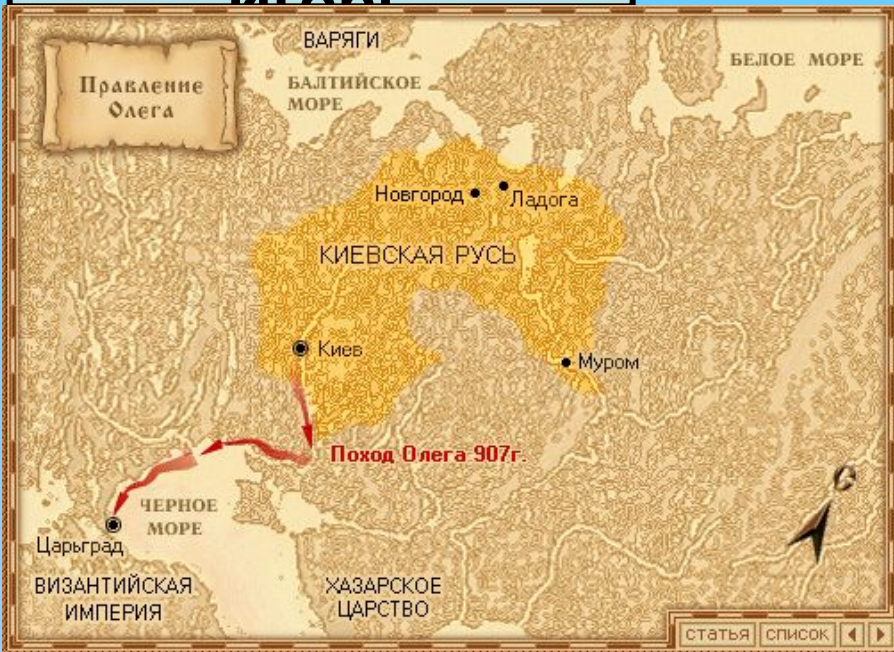 Правление
Олега
ВАРЯГИ
БАЛТИЙСКОЕ
МОРЕ
БЕЛОЕ МОРЕ
Новгород
Ладога
КИЕВСКАЯ РУСЬ
Киев
Муром
Поход Олега 907г.
ЧЕРНОЕ
МОРЕ
Царьград
ВИЗАНТИЙСКАЯ
ИМПЕРИЯ
ХАЗАРСКОЕ
ЦАРСТВО
С
статья
список